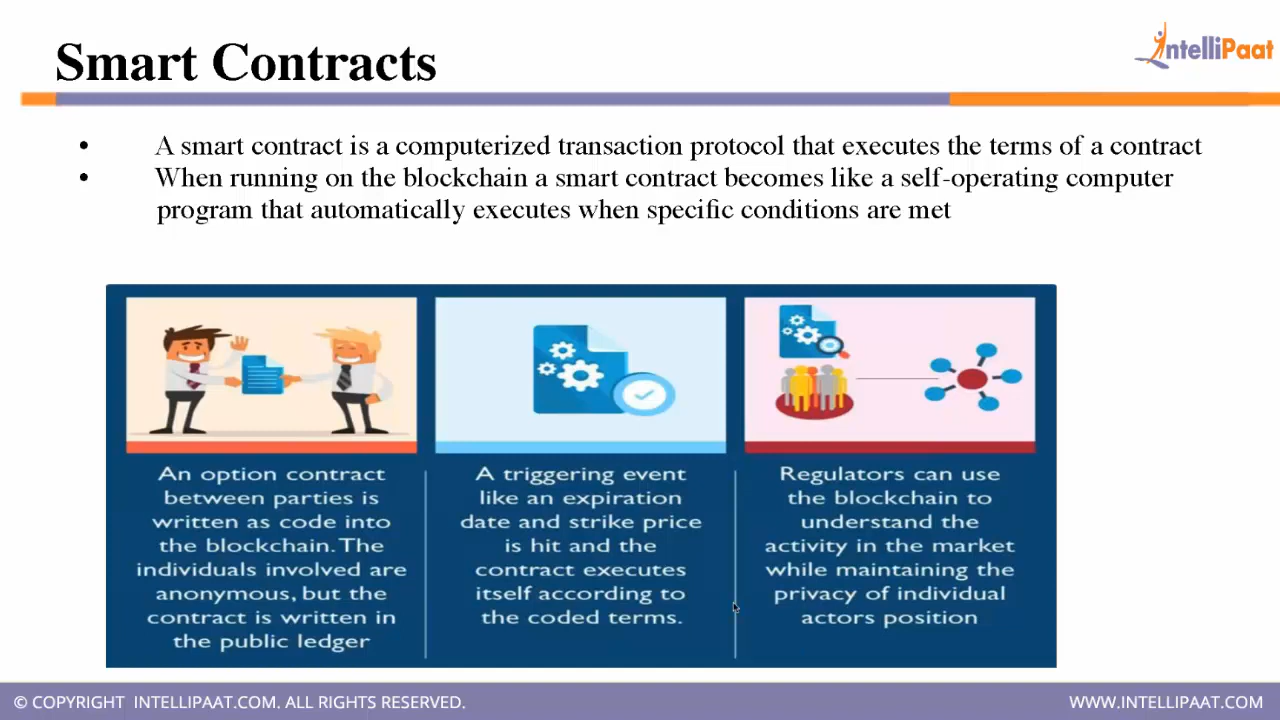 Smart Contracts
IntelliPaat
• A smart contract is a computerized transaction protocol that executes the terms of a contract
• When running on the blockchain a smart contract becomes like a self-operating computer
program that automatically executes when specific conditions are met
An option contract
between parties is
written as code into
the blockchain. The
individuals involved are
anonymous, but the
contract is written in
the public ledger
A triggering event
like an expiration
date and strike price
is hit and the
contract executes
itself according to
the coded terms.
Regulators can use
the blockchain to
understand the
activity in the market
while maintaining the
privacy of individual
actors position
© COPYRIGHT INTELLIPAAT.COM. ALL RIGHTS RESERVED.
WWW.INTELLIPAAT.COM